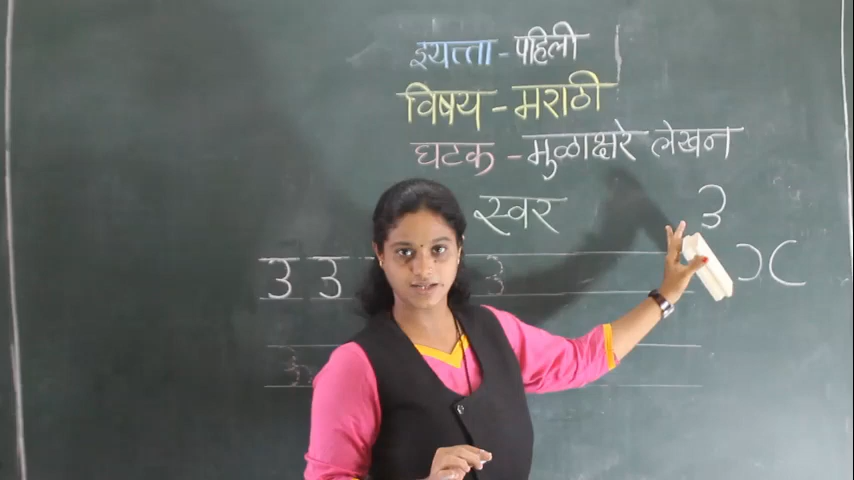 इयत्ता - पहिली
विषय - मराठी
घटक - मुळाक्षरे लेखन
स्वर
उ उ